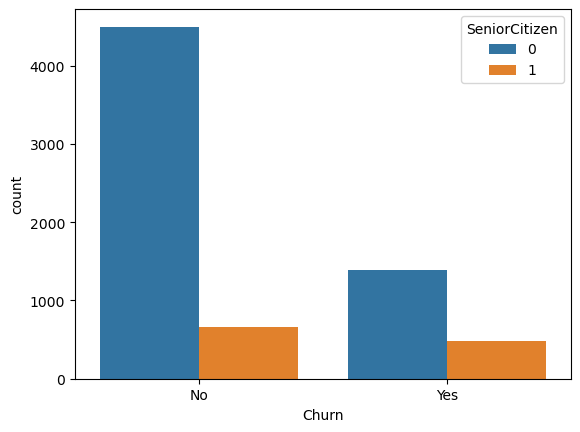 SeniorCitizen
0
1
4000
3000
2000
1000
0
count
No
Yes
Churn